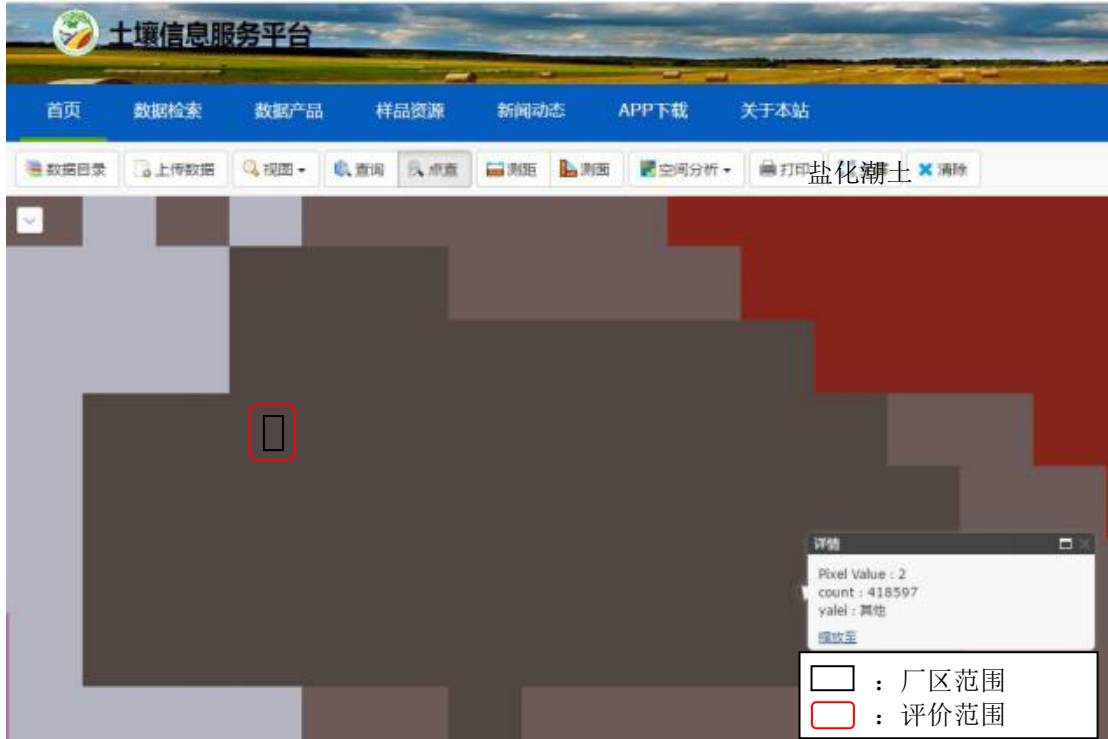 土壤信息服务平台
首页 数据检索 数据产品 样品资源 新闻动态 APP下载 关于本站
数据目录 上传数据 视图 查询 点查 测距 测面 空间分析 打印 盐化潮土 清除
详情
Pixel Value : 2
count : 418597
yalei : 其他
缩放至
：厂区范围
：评价范围